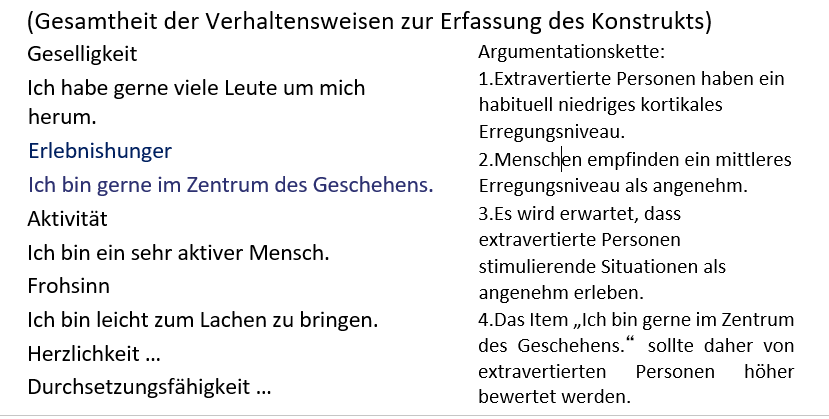 (Gesamtheit der Verhaltensweisen zur Erfassung des Konstrukts)
Geselligkeit
Ich habe gerne viele Leute um mich
herum.
Erlebnishunger
Ich bin gerne im Zentrum des Geschehens.
Aktivität
Ich bin ein sehr aktiver Mensch.
Frohsinn
Ich bin leicht zum Lachen zu bringen.
Herzlichkeit …
Durchsetzungsfähigkeit …
Argumentationskette:
1.Extravertierte Personen haben ein
habituell niedriges kortikales
Erregungsniveau.
2.Menschen empfinden ein mittleres
Erregungsniveau als angenehm.
3.Es wird erwartet, dass
extravertierte Personen
stimulierende Situationen als
angenehm erleben.
4.Das Item „Ich bin gerne im Zentrum
des Geschehens.“ sollte daher von
extravertierten Personen höher
bewertet werden.